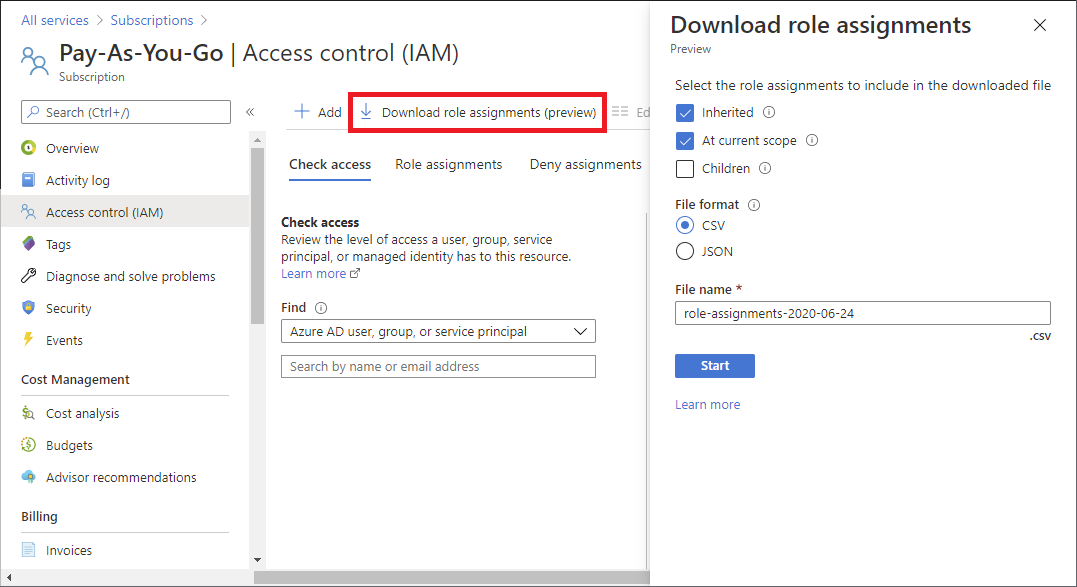 All services > Subscriptions >
Pay-As-You-Go | Access control (IAM)
Subscription
Search (Ctrl+/)
«
Overview
Activity log
Access control (IAM)
Tags
Diagnose and solve problems
Security
Events
Cost Management
Cost analysis
Budgets
Advisor recommendations
Billing
Invoices
Add
Download role assignments (preview)
Ed
Check access
Role assignments
Deny assignments
Check access
Review the level of access a user, group, service
principal, or managed identity has to this resource.
Learn more
Find
Azure AD user, group, or service principal
Search by name or email address
Download role assignments
Preview
Select the role assignments to include in the downloaded file
Inherited
At current scope
Children
File format
CSV
JSON
File name *
role-assignments-2020-06-24
.csv
Start
Learn more